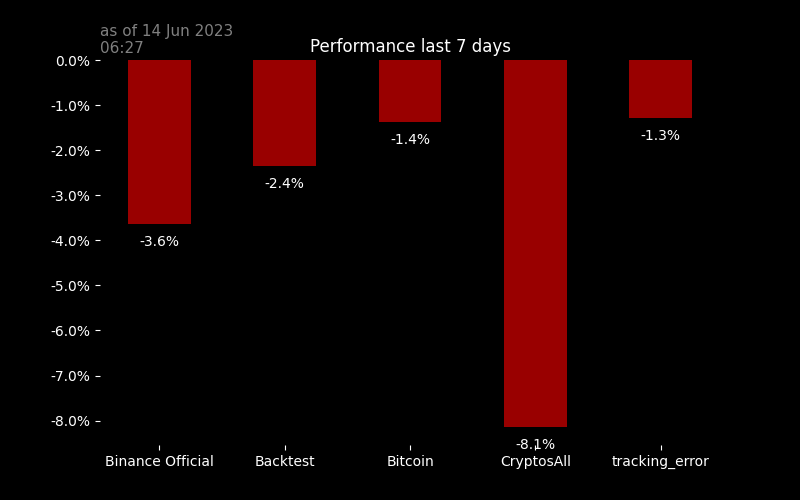 as of 14 Jun 2023
06:27
Performance last 7 days
0.0%
-1.0%
-2.0%
-3.0%
-4.0%
-5.0%
-6.0%
-7.0%
-8.0%
-3.6%
-2.4%
-1.4%
-8.1%
-1.3%
Binance Official
Backtest
Bitcoin
CryptosAll
tracking_error